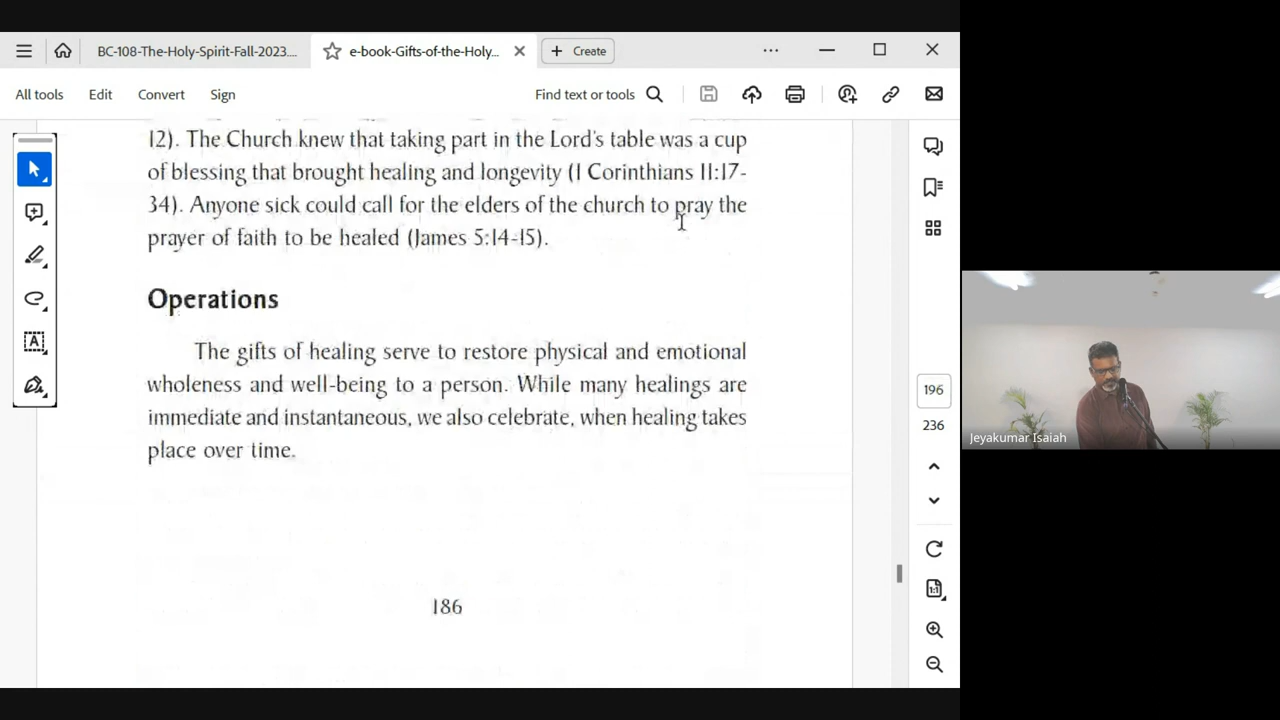 BC-108-The-Holy-Spirit-Fall-2023....
e-book-Gifts-of-the-Holy...
Create
All tools
Edit
Convert
Sign
Find text or tools
12). The Church knew that taking part in the Lord's table was a cup
of blessing that brought healing and longevity (I Corinthians 11:17-
34). Anyone sick could call for the elders of the church to pray the
prayer of faith to be healed (James 5:14-15).
Operations
The gifts of healing serve to restore physical and emotional
wholeness and well-being to a person. While many healings are
immediate and instantaneous, we also celebrate, when healing takes
place over time.
186
196
236
1:1
Jeyakumar Isaiah